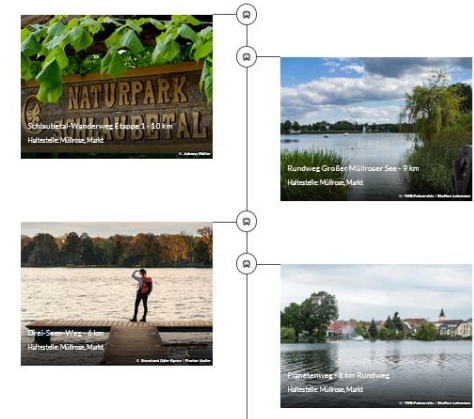 NATURPARK
SCHLAUBETAL
Schlaubetal-Wanderweg Etappe 1 - 10 km
Haltestelle: Müllrose, Markt
Rundweg Großer Müllroser See - 9 km
Haltestelle: Müllrose, Markt
Drei-Seen-Weg - 6 km
Haltestelle: Müllrose, Markt
Planetenweg - 8 km Rundweg
Haltestelle: Müllrose, Markt